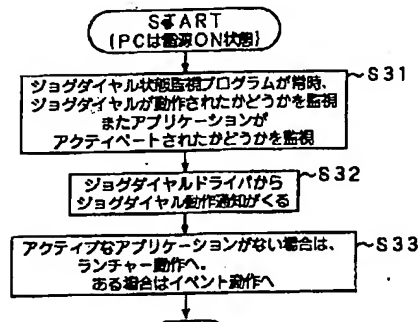 START
(PCは電源ON状態)
ジョグダイヤル状態監視プログラムが常時、
ジョグダイヤルが動作されたかどうかを監視
またアプリケーションが
アクティベートされたかどうかを監視
~S31
ジョグダイヤルドライバから
ジョグダイヤル動作通知がくる
~S32
アクティブなアプリケーションがない場合は、
ランチャー動作へ。
ある場合はイベント動作へ
~S33